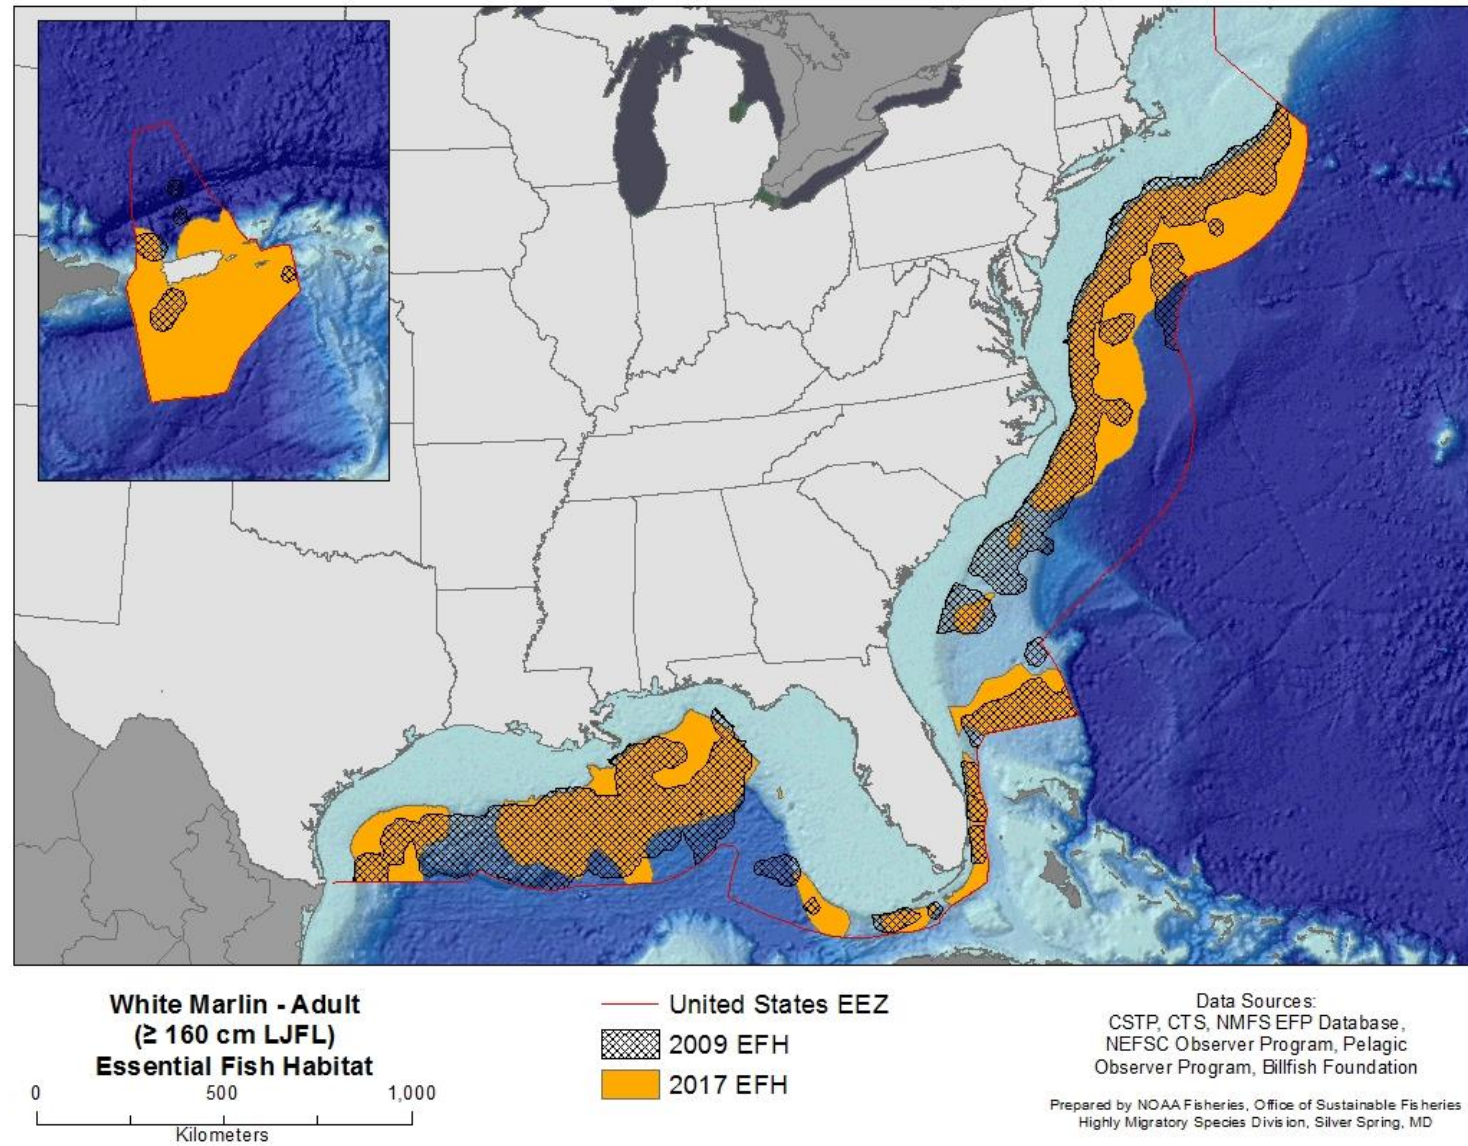 White Marlin - Adult
(≥ 160 cm LJFL)
Essential Fish Habitat
0 500 1,000
Kilometers
United States EEZ
2009 EFH
2017 EFH
Data Sources:
CSTP, CTS, NMFS EFP Database,
NEFSC Observer Program, Pelagic
Observer Program, Billfish Foundation
Prepared by NOAA Fisheries, Office of Sustainable Fisheries
Highly Migratory Species Division, Silver Spring, MD